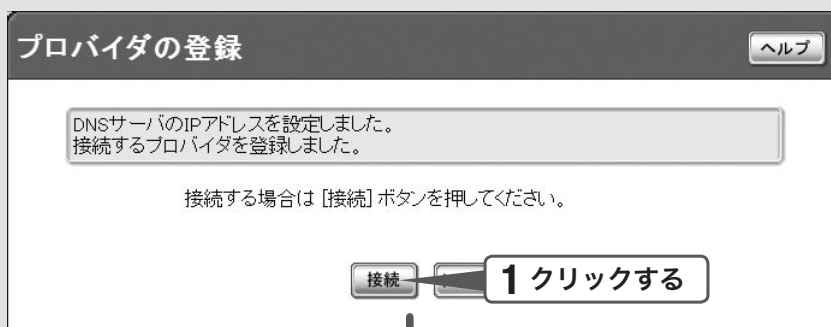 プロバイダの登録
ヘルプ
DNSサーバのIPアドレスを設定しました。
接続するプロバイダを登録しました。
接続する場合は [接続] ボタンを押してください。
接続
1 クリックする